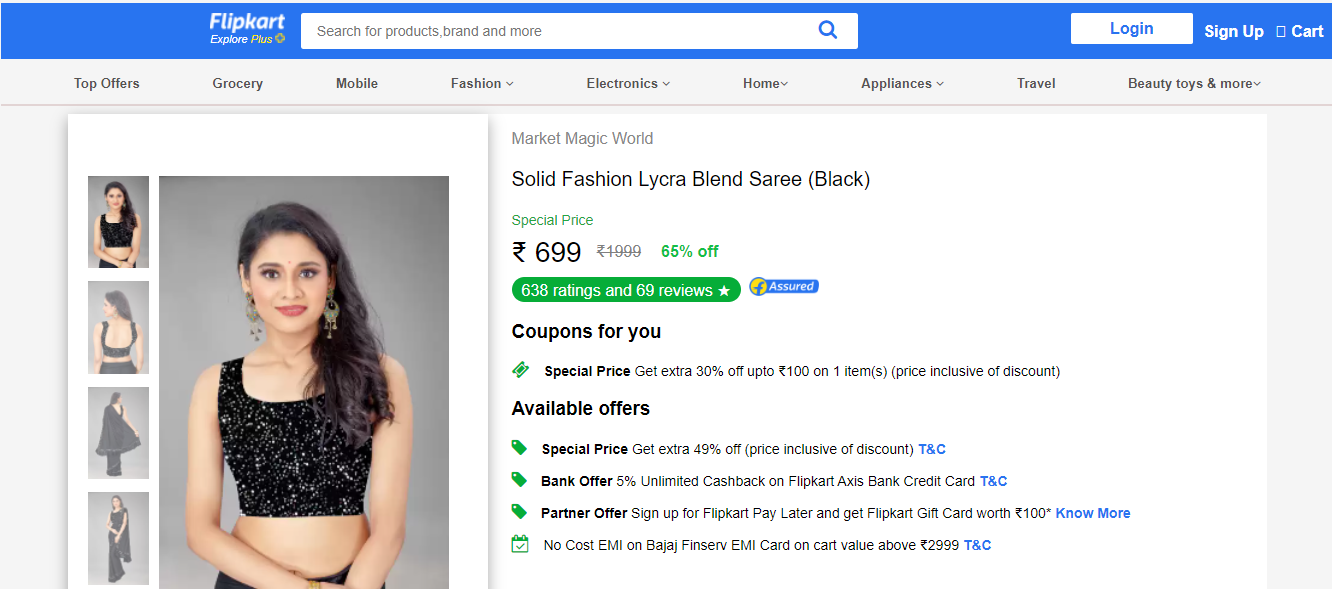 Flipkart
Explore Plus
Search for products,brand and more
Login
Sign Up
Cart
Top Offers
Grocery
Mobile
Fashion
Electronics
Home
Appliances
Travel
Beauty toys & more
Market Magic World
Solid Fashion Lycra Blend Saree (Black)
Special Price
₹ 699 ₹1999 65% off
638 ratings and 69 reviews ★
f Assured
Coupons for you
Special Price Get extra 30% off upto ₹100 on 1 item(s) (price inclusive of discount)
Available offers
Special Price Get extra 49% off (price inclusive of discount) T&C
Bank Offer 5% Unlimited Cashback on Flipkart Axis Bank Credit Card T&C
Partner Offer Sign up for Flipkart Pay Later and get Flipkart Gift Card worth ₹100* Know More
No Cost EMI on Bajaj Finserv EMI Card on cart value above ₹2999 T&C